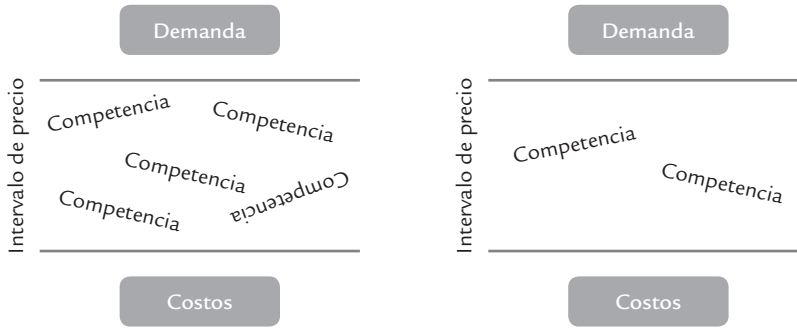 Demanda
Intervalo de precio
Competencia
Competencia
Competencia
Competencia
Competencia
Costos
Demanda
Intervalo de precio
Competencia
Competencia
Costos